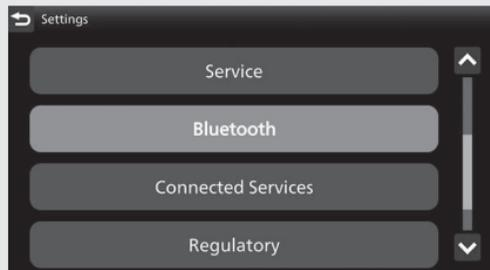 Settings
Service
Bluetooth
Connected Services
Regulatory